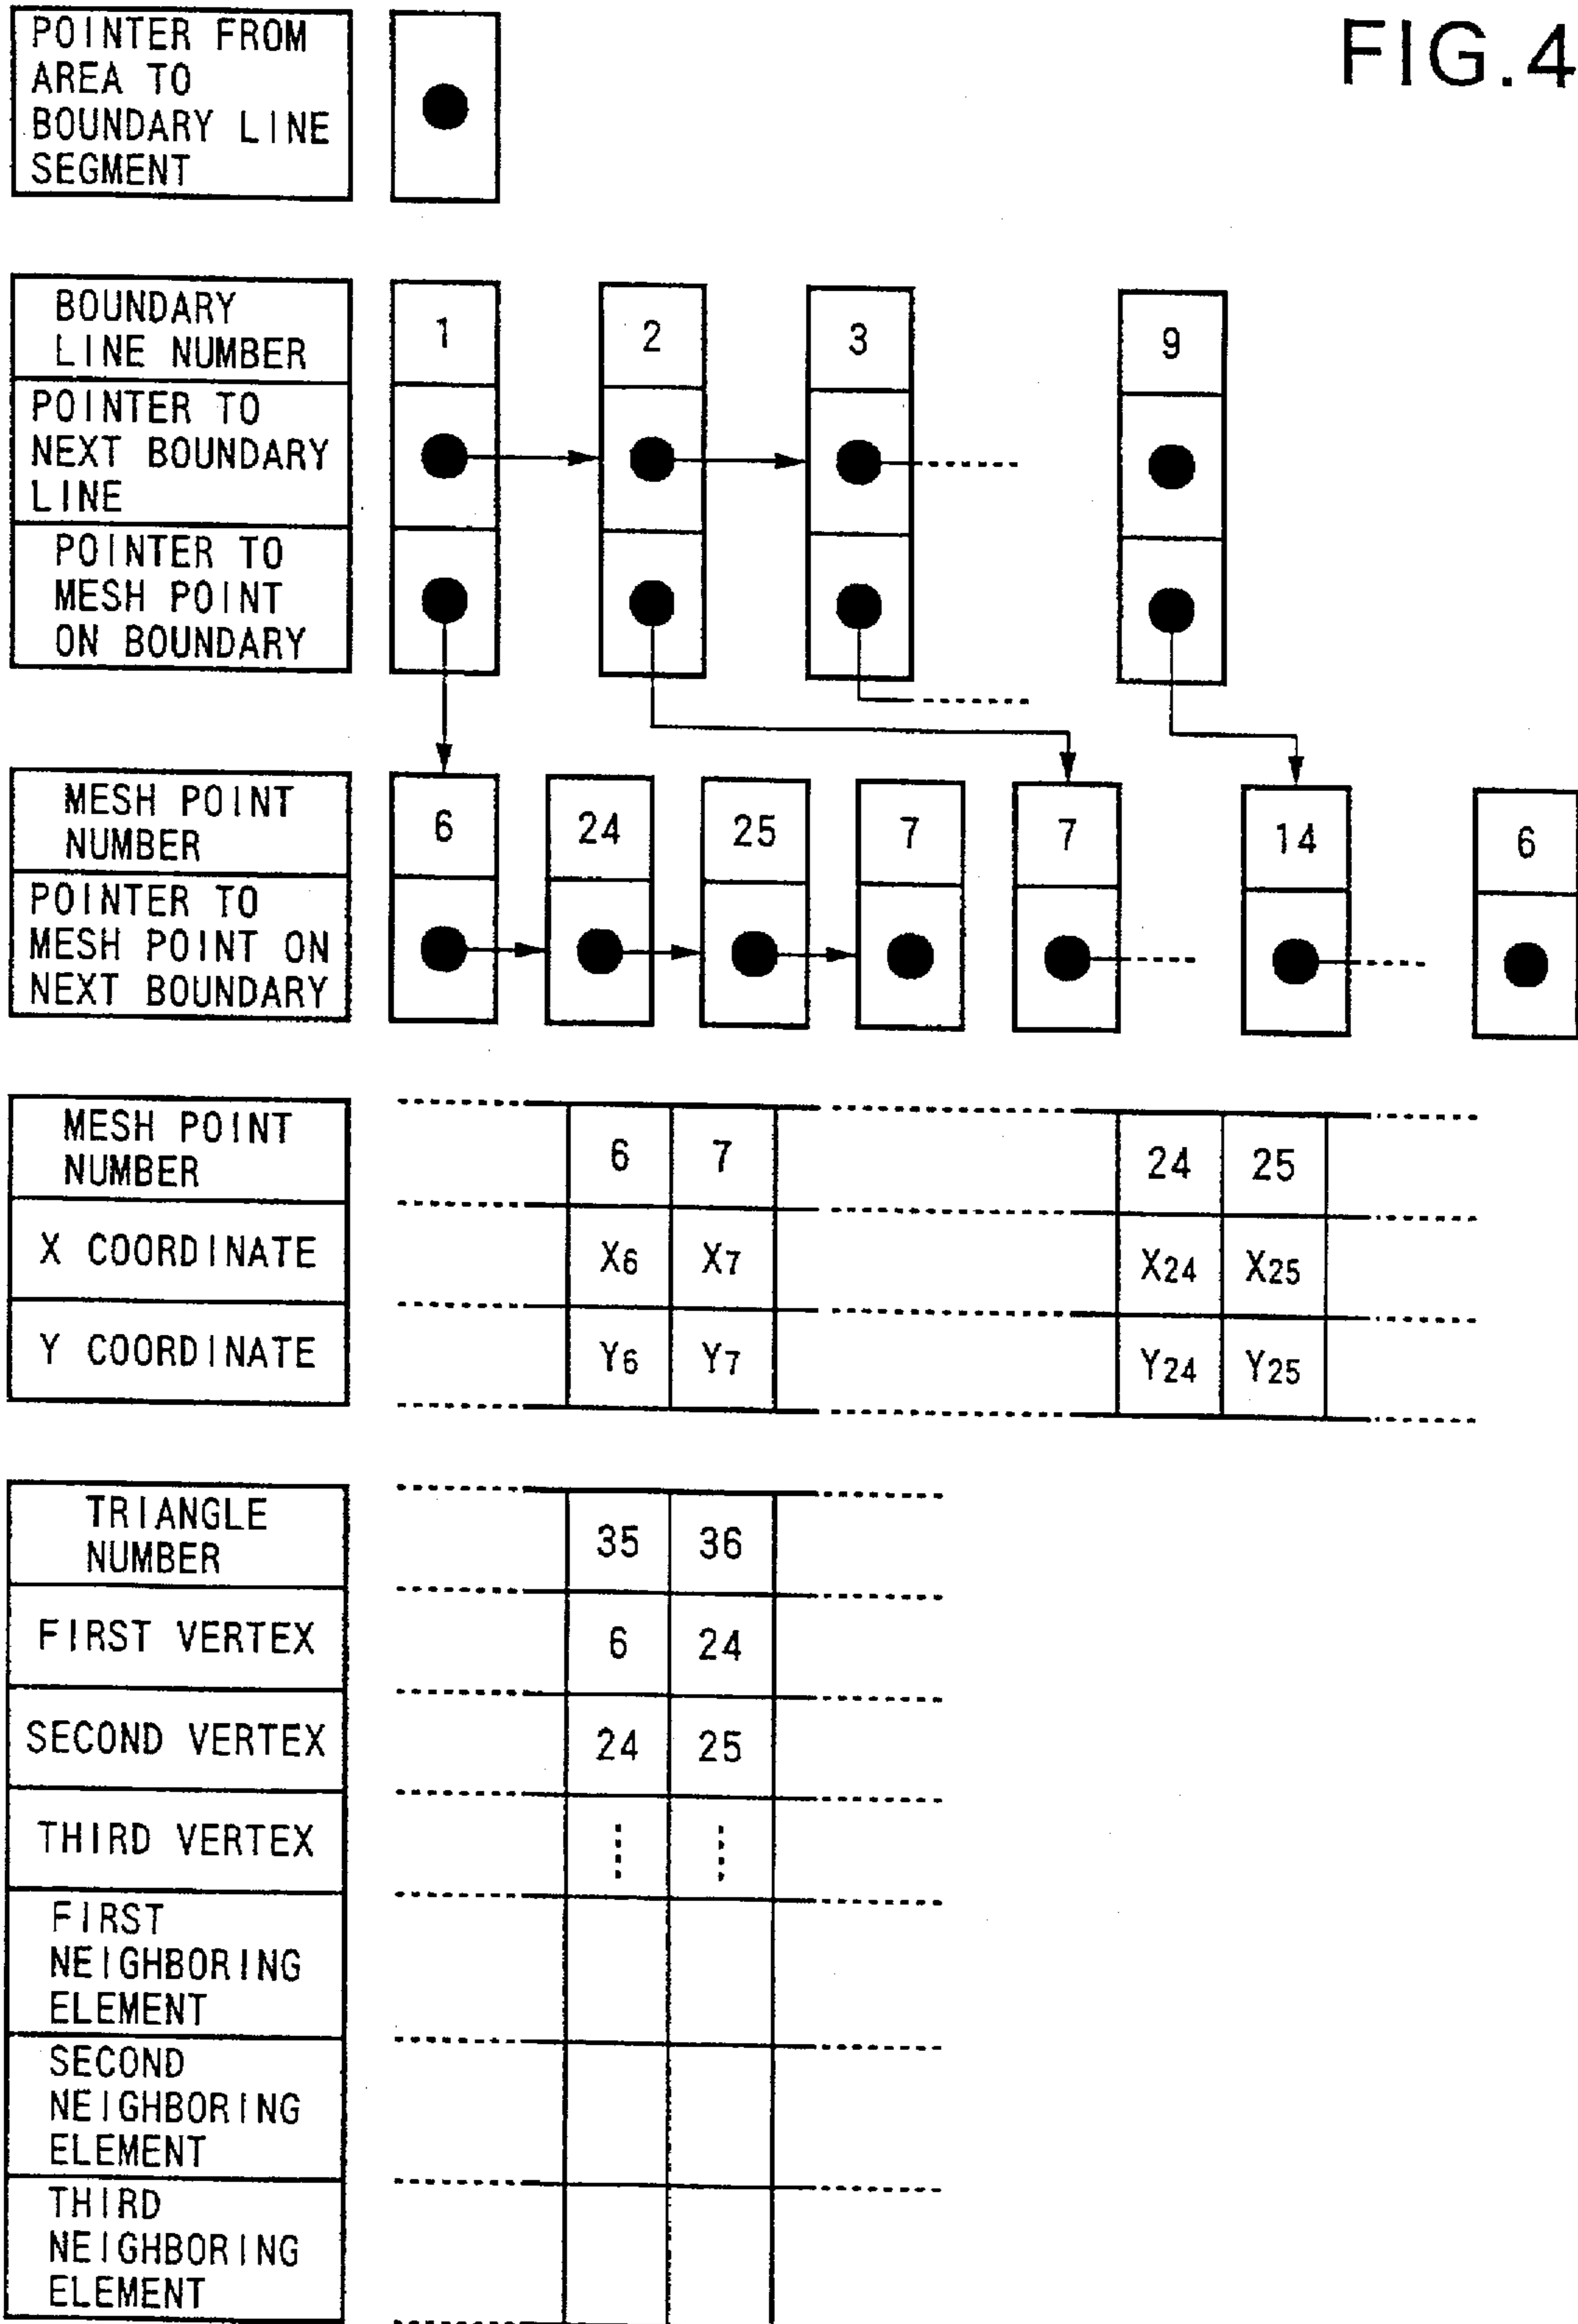 FIG.4
POINTER FROM
AREA TO
BOUNDARY LINE
SEGMENT
BOUNDARY
LINE NUMBER
1 2 3 9
POINTER TO
NEXT BOUNDARY
LINE
POINTER TO
MESH POINT
ON BOUNDARY
MESH POINT
NUMBER
6 24 25 7 7 14 6
POINTER TO
MESH POINT ON
NEXT BOUNDARY
MESH POINT
NUMBER
6 7 24 25
X COORDINATE
X6 X7 X24 X25
Y COORDINATE
Y6 Y7 Y24 Y25
TRIANGLE
NUMBER
35 36
FIRST VERTEX
6 24
SECOND VERTEX
24 25
THIRD VERTEX
FIRST
NEIGHBORING
ELEMENT
SECOND
NEIGHBORING
ELEMENT
THIRD
NEIGHBORING
ELEMENT